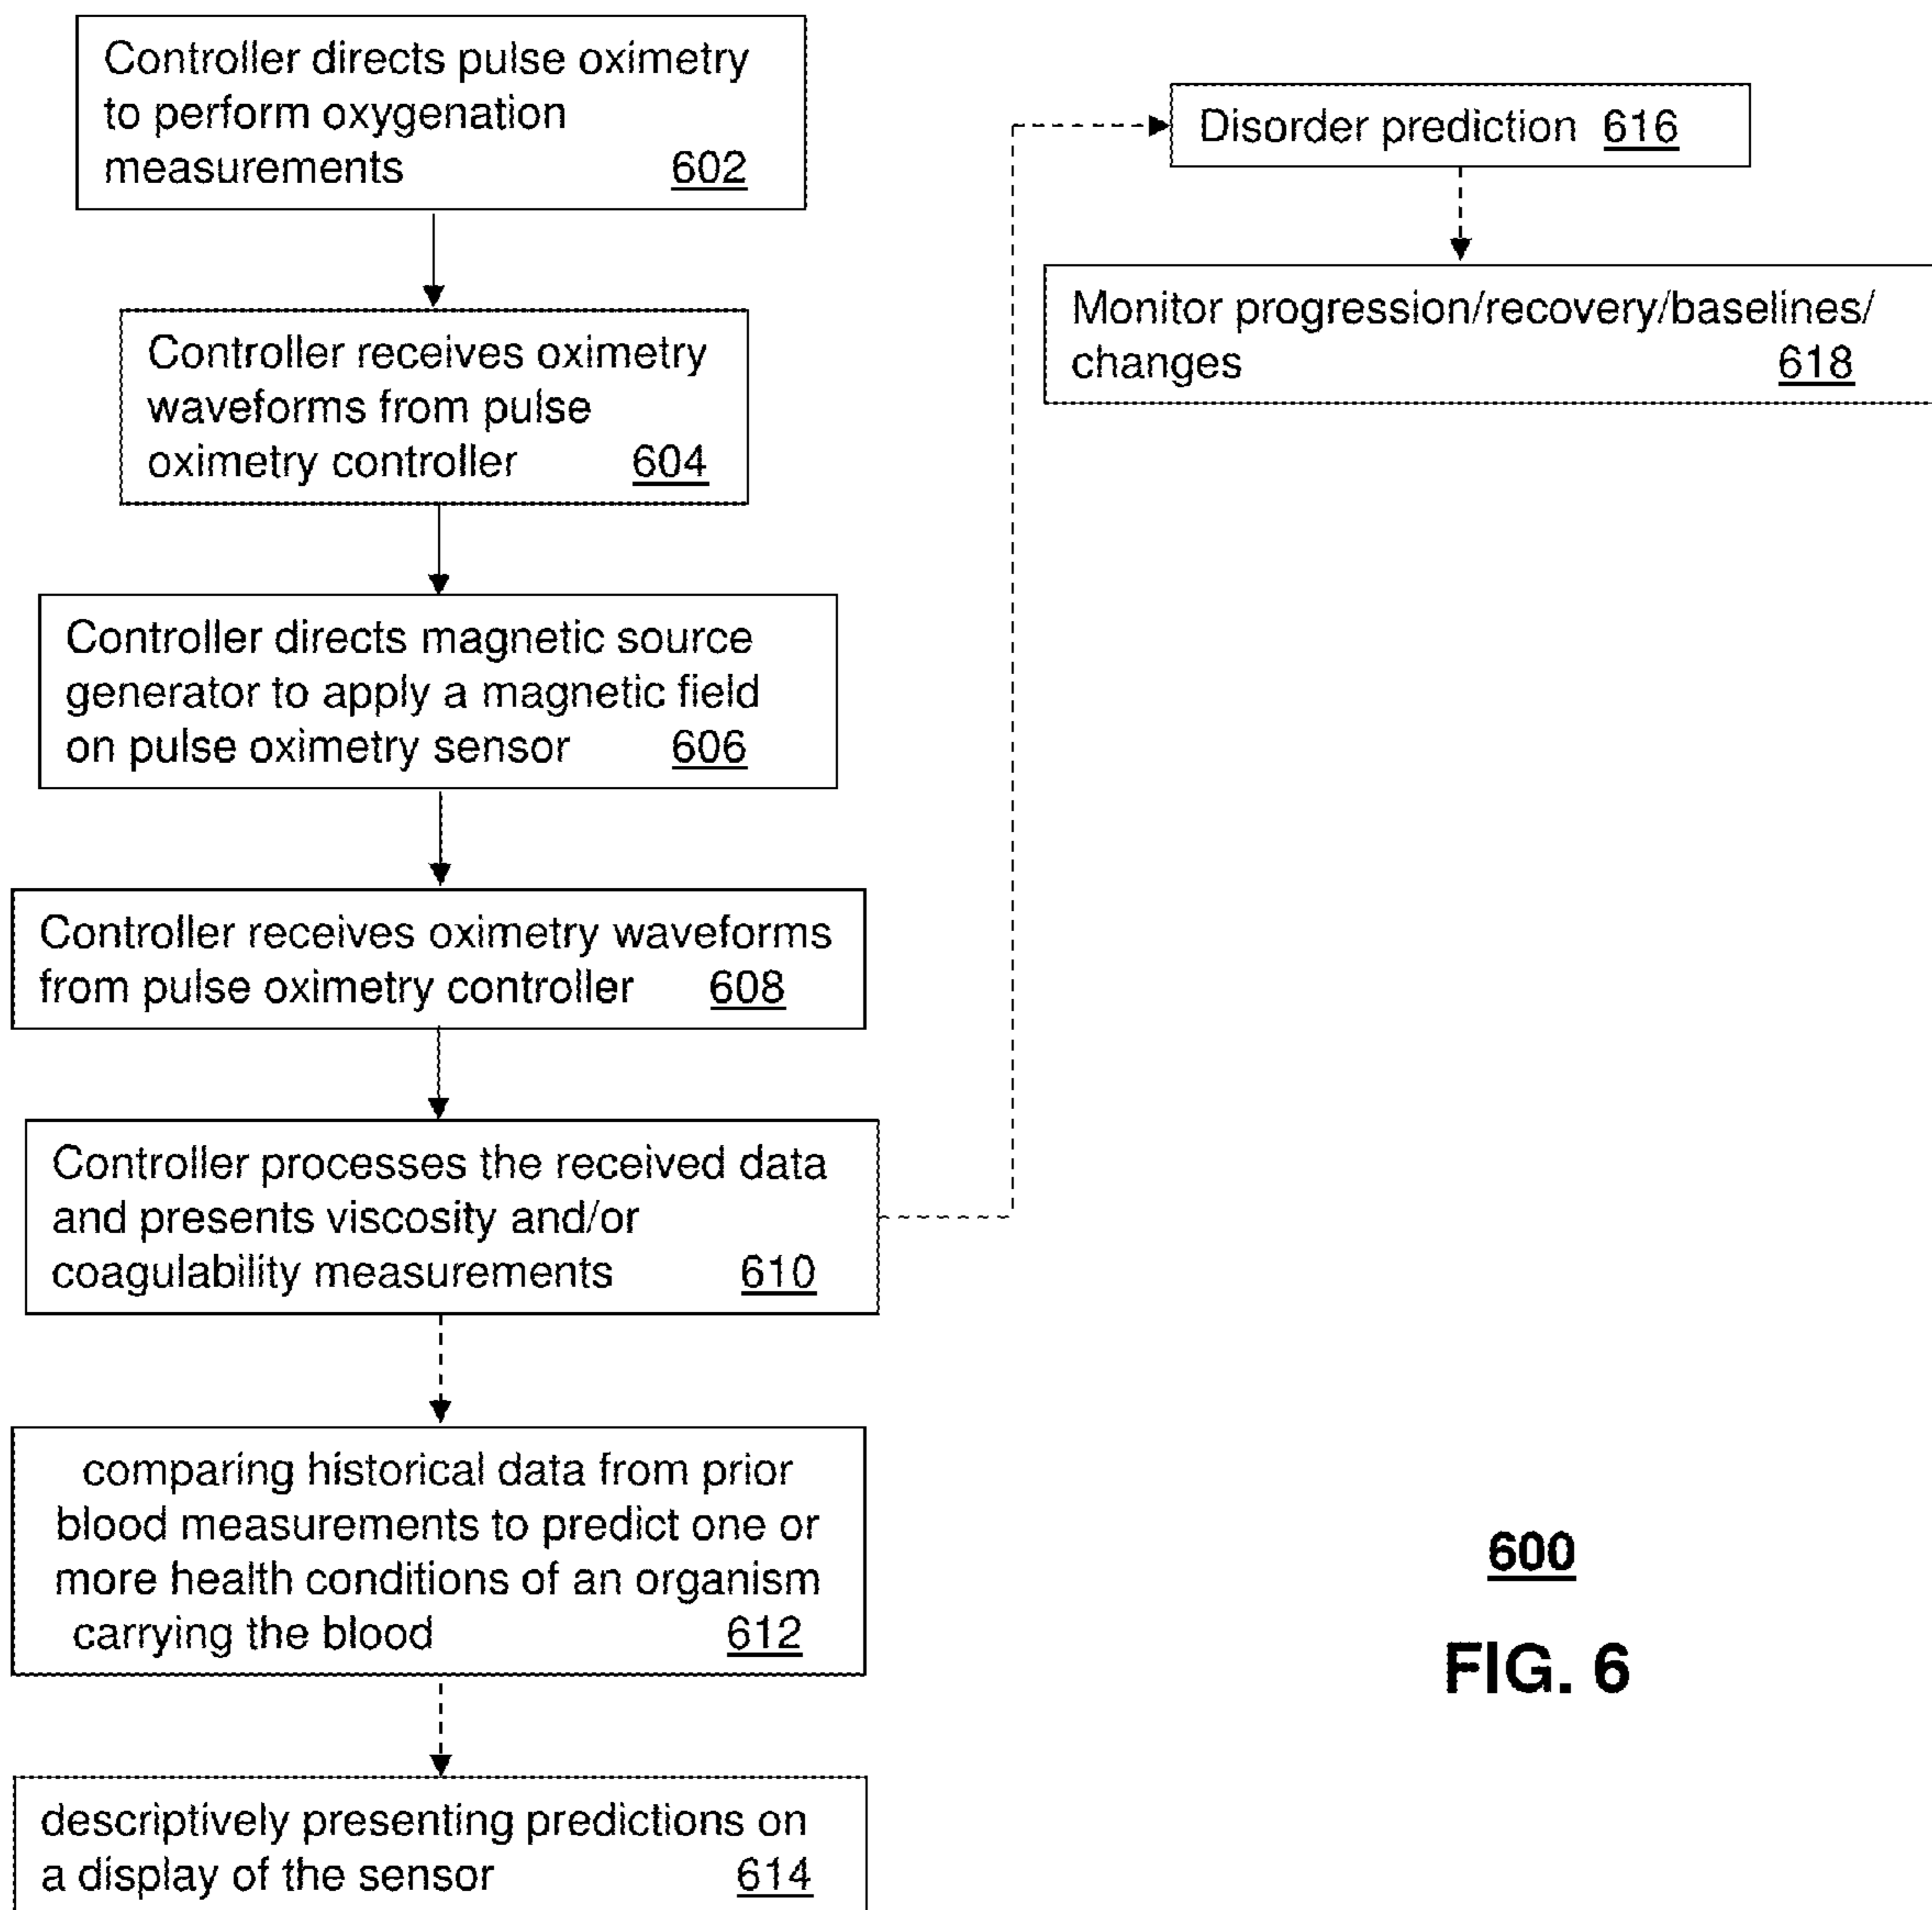 Controller directs pulse oximetry
to perform oxygenation
measurements 602
Controller receives oximetry
waveforms from pulse
oximetry controller 604
Controller directs magnetic source
generator to apply a magnetic field
on pulse oximetry sensor 606
Controller receives oximetry waveforms
from pulse oximetry controller 608
Controller processes the received data
and presents viscosity and/or
coagulability measurements 610
comparing historical data from prior
blood measurements to predict one or
more health conditions of an organism
carrying the blood 612
descriptively presenting predictions on
a display of the sensor 614
Disorder prediction 616
Monitor progression/recovery/baselines/
changes 618
600
FIG. 6